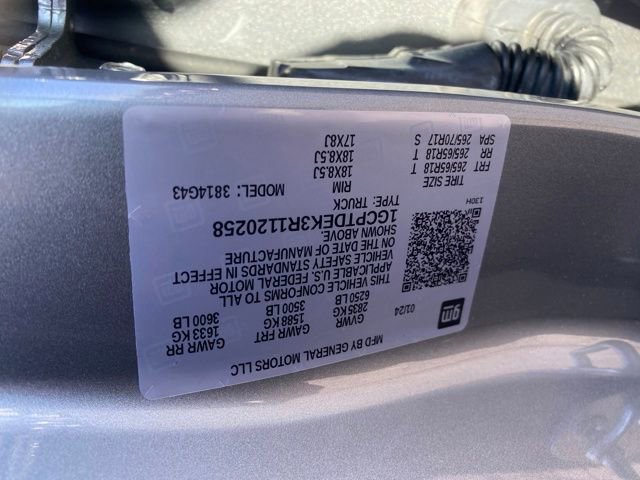 MFD BY GENERAL MOTORS LLC
01/24 GVWR GAWR FRT GAWR RR
2835 KG 1588 KG 1633 KG
6250 LB 3500 LB 3600 LB
THIS VEHICLE CONFORMS TO ALL
APPLICABLE U.S. FEDERAL MOTOR
VEHICLE SAFETY STANDARDS IN EFFECT
ON THE DATE OF MANUFACTURE
SHOWN ABOVE.
1GCPTDEK3R1120258
130H TYPE: TRUCK MODEL: 3814G43
TIRE SIZE RIM
FRT 265/65R18 T 18X8.5J
RR 265/65R18 T 18X8.5J
SPA 265/70R17 S 17X8J
gm